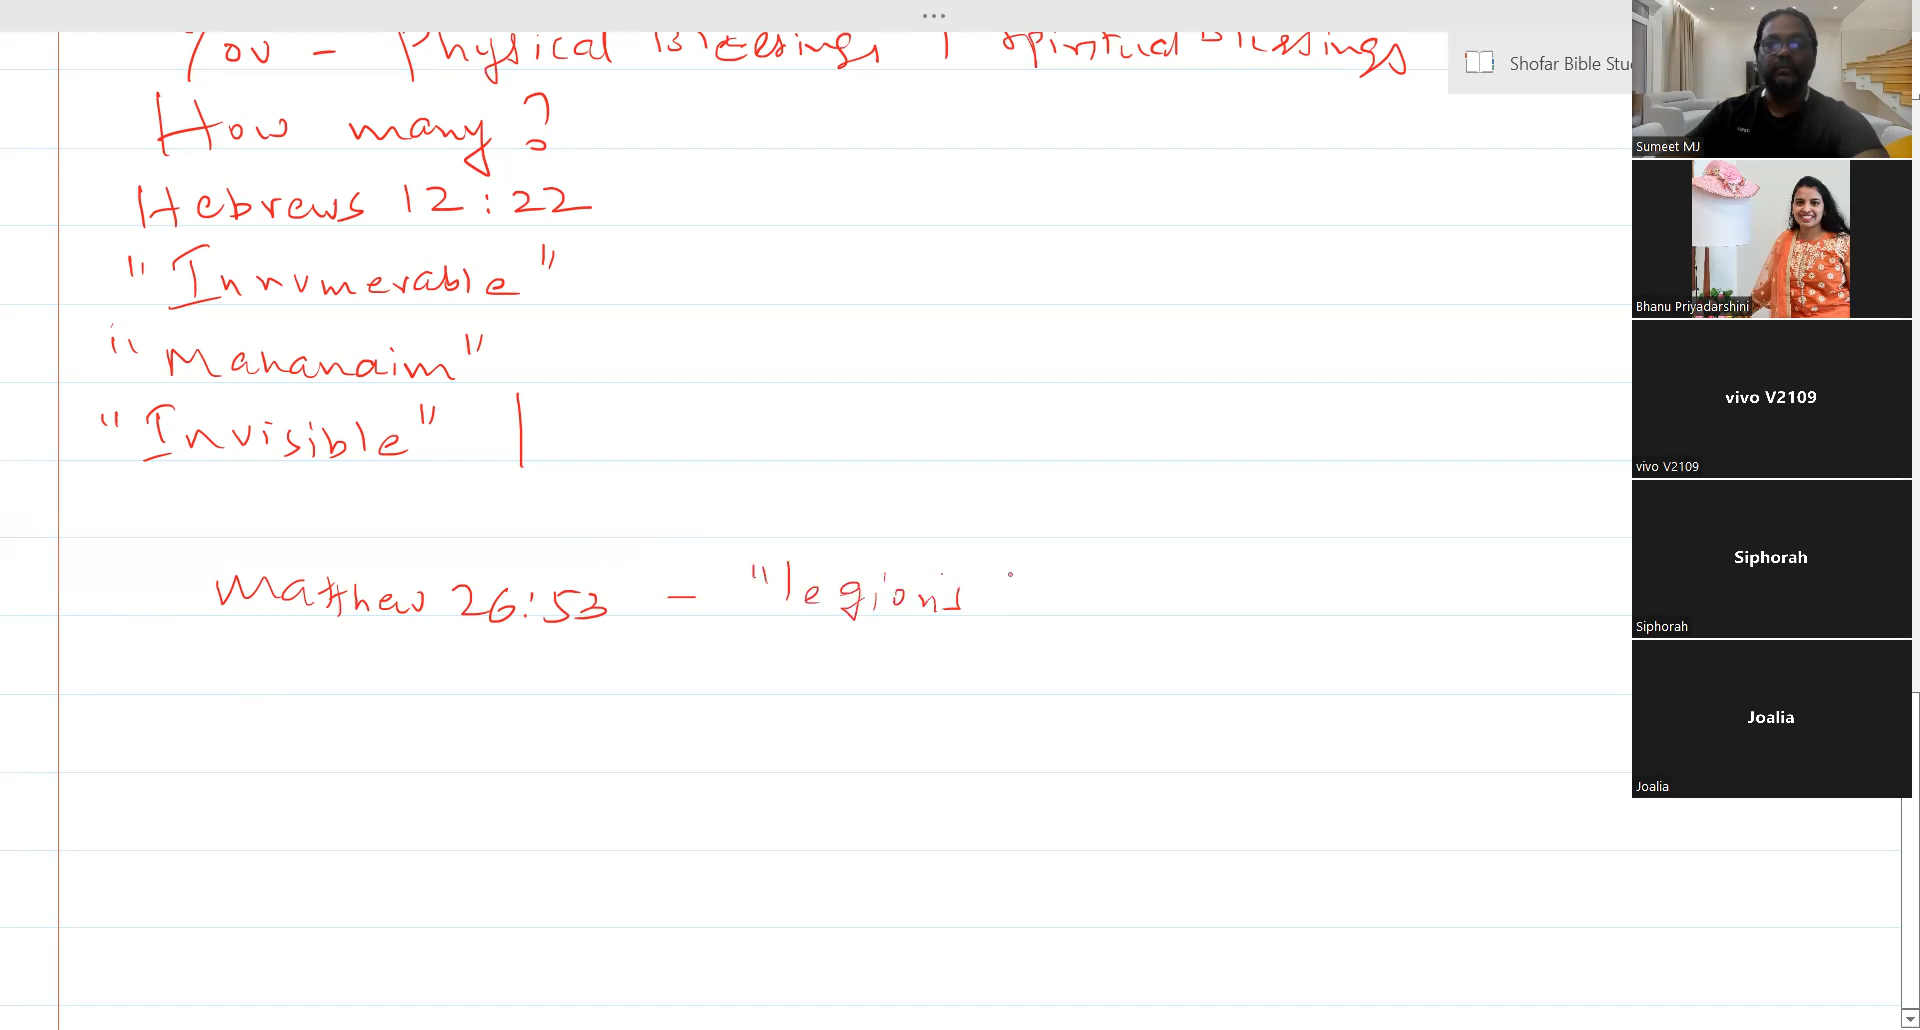 You - Physical Blessings | Spiritual Blessings
Shofar Bible Stu
How many?
Hebrews 12:22
"Innumerable"
"Mahanaim"
"Invisible" |
Matthew 26:53 - "legions
Sumeet MJ
Bhanu Priyadarshini
vivo V2109
vivo V2109
Siphorah
Siphorah
Joalia
Joalia